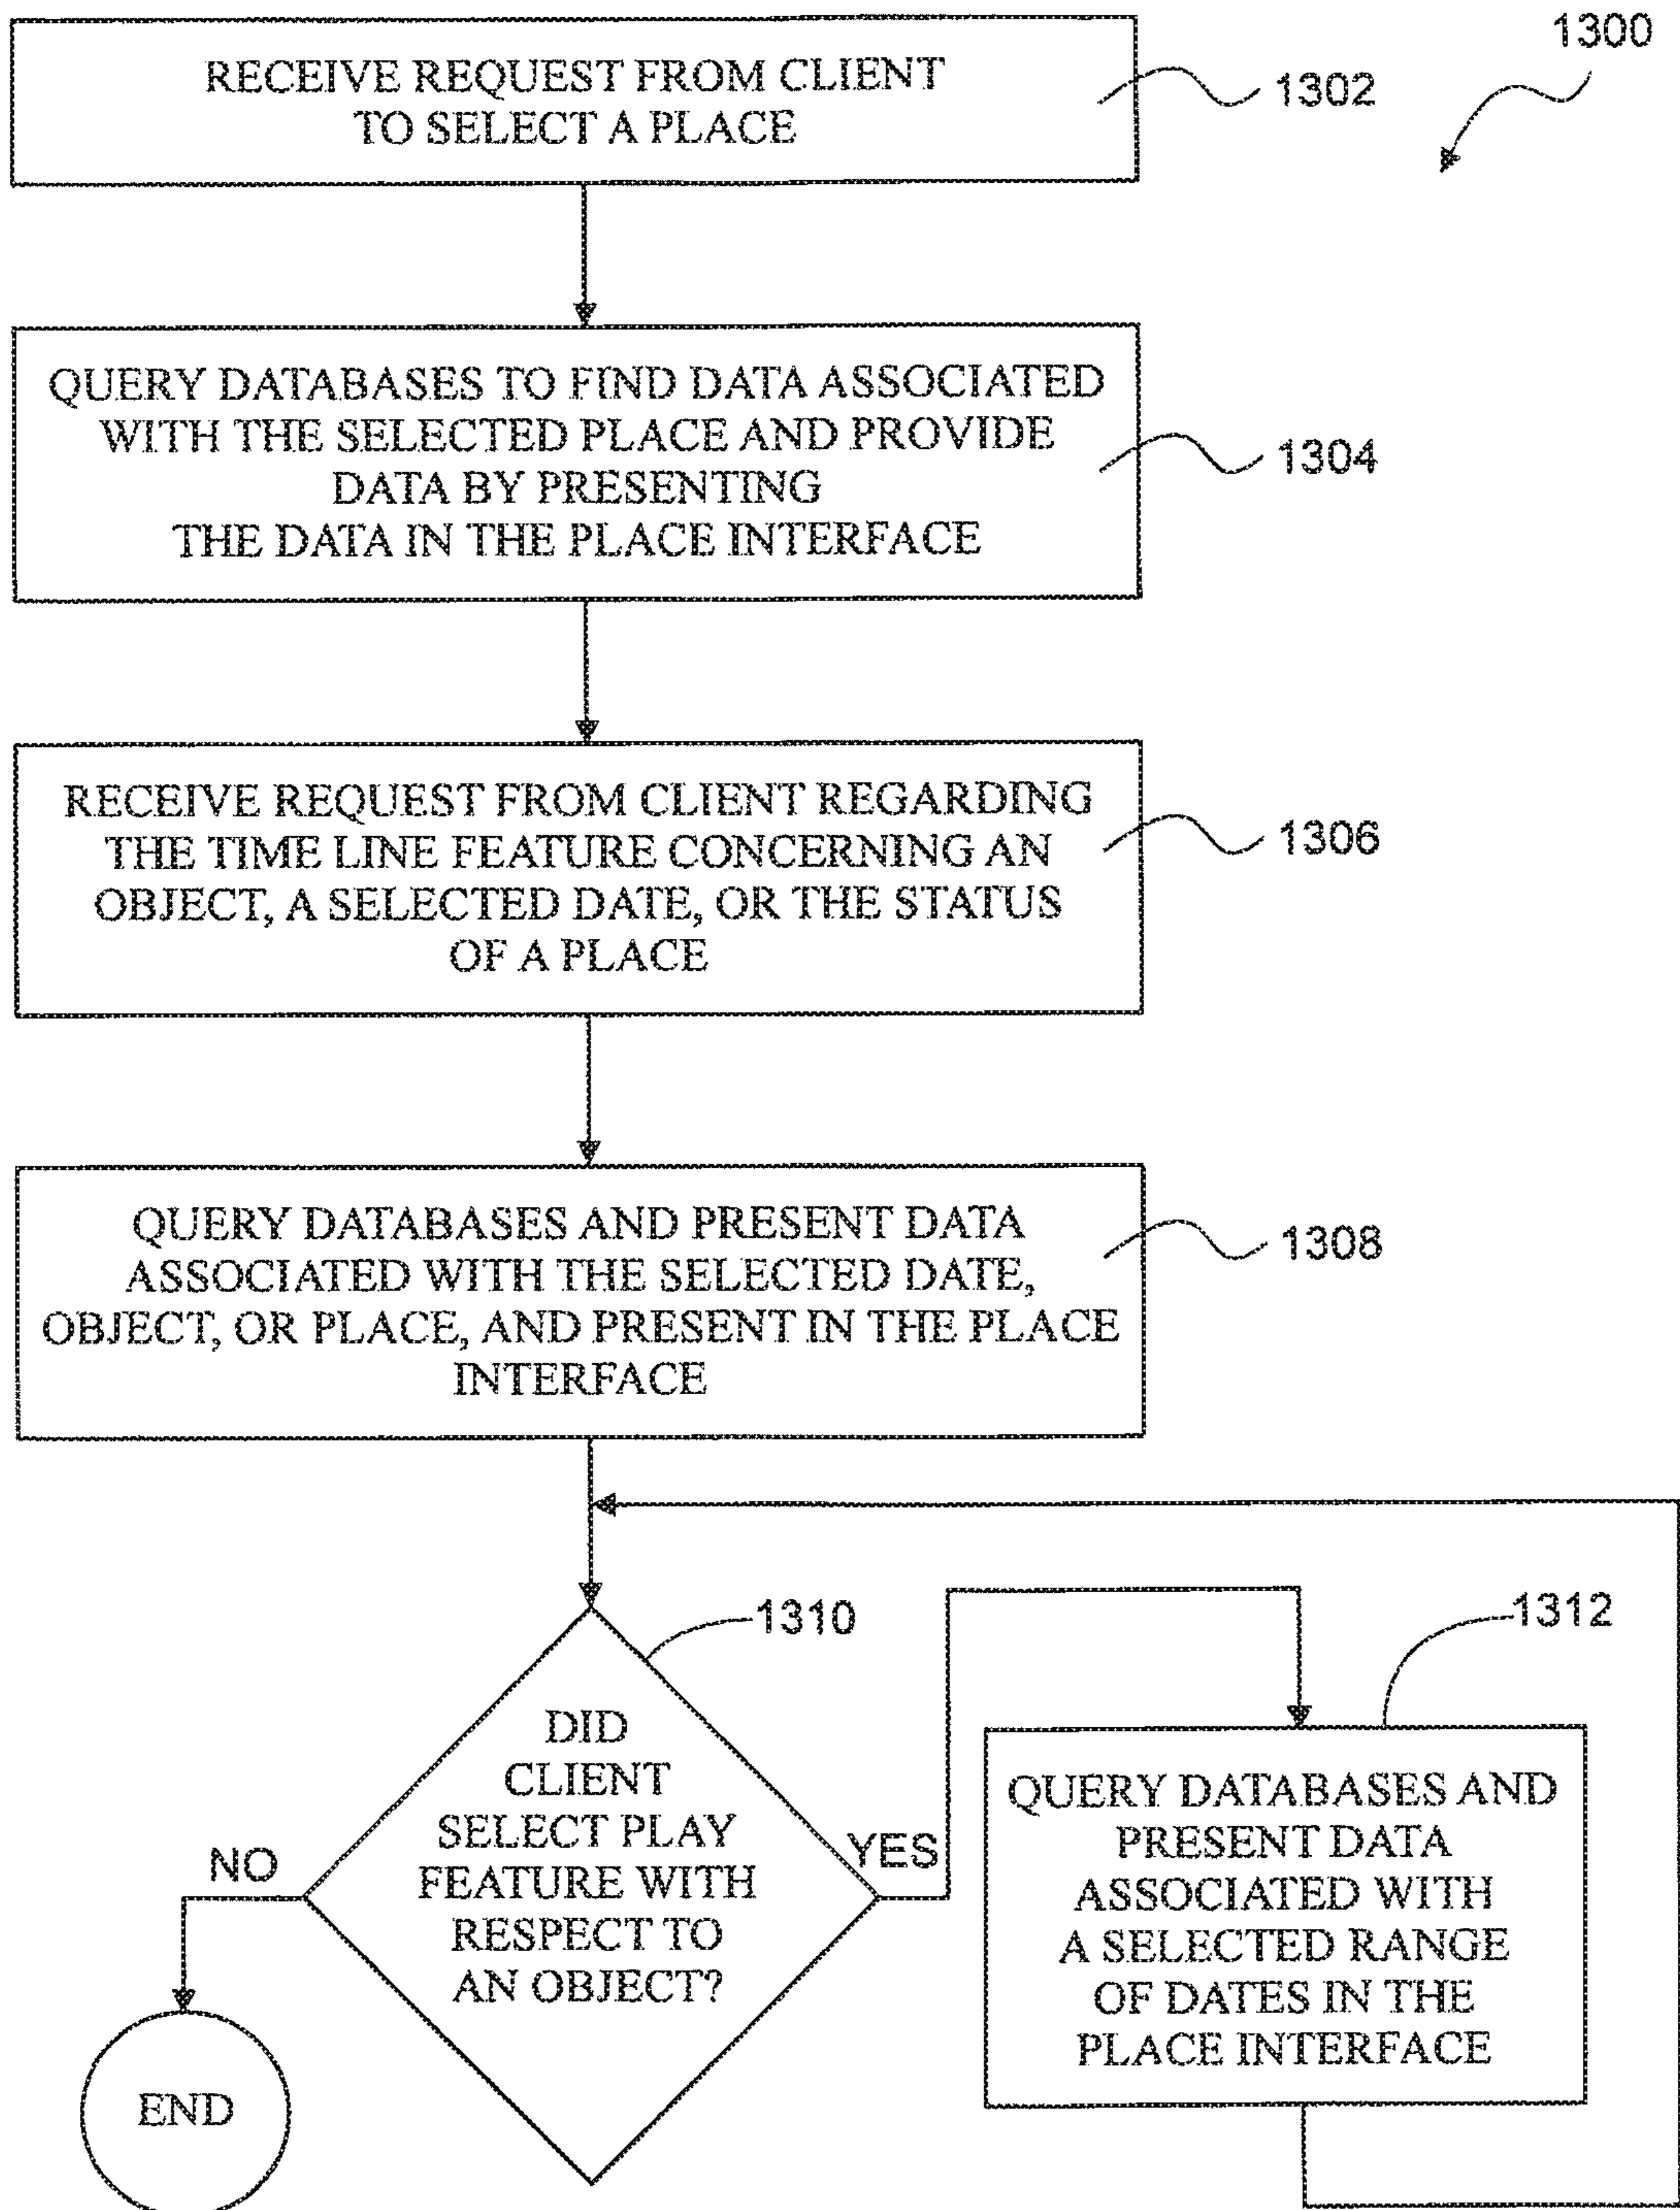 1300
RECEIVE REQUEST FROM CLIENT
TO SELECT A PLACE
1302
QUERY DATABASES TO FIND DATA ASSOCIATED
WITH THE SELECTED PLACE AND PROVIDE
DATA BY PRESENTING
THE DATA IN THE PLACE INTERFACE
1304
RECEIVE REQUEST FROM CLIENT REGARDING
THE TIME LINE FEATURE CONCERNING AN
OBJECT, A SELECTED DATE, OR THE STATUS
OF A PLACE
1306
QUERY DATABASES AND PRESENT DATA
ASSOCIATED WITH THE SELECTED DATE,
OBJECT, OR PLACE, AND PRESENT IN THE PLACE
INTERFACE
1308
1310
DID
CLIENT
SELECT PLAY
FEATURE WITH
RESPECT TO
AN OBJECT?
NO
YES
END
1312
QUERY DATABASES AND
PRESENT DATA
ASSOCIATED WITH
A SELECTED RANGE
OF DATES IN THE
PLACE INTERFACE